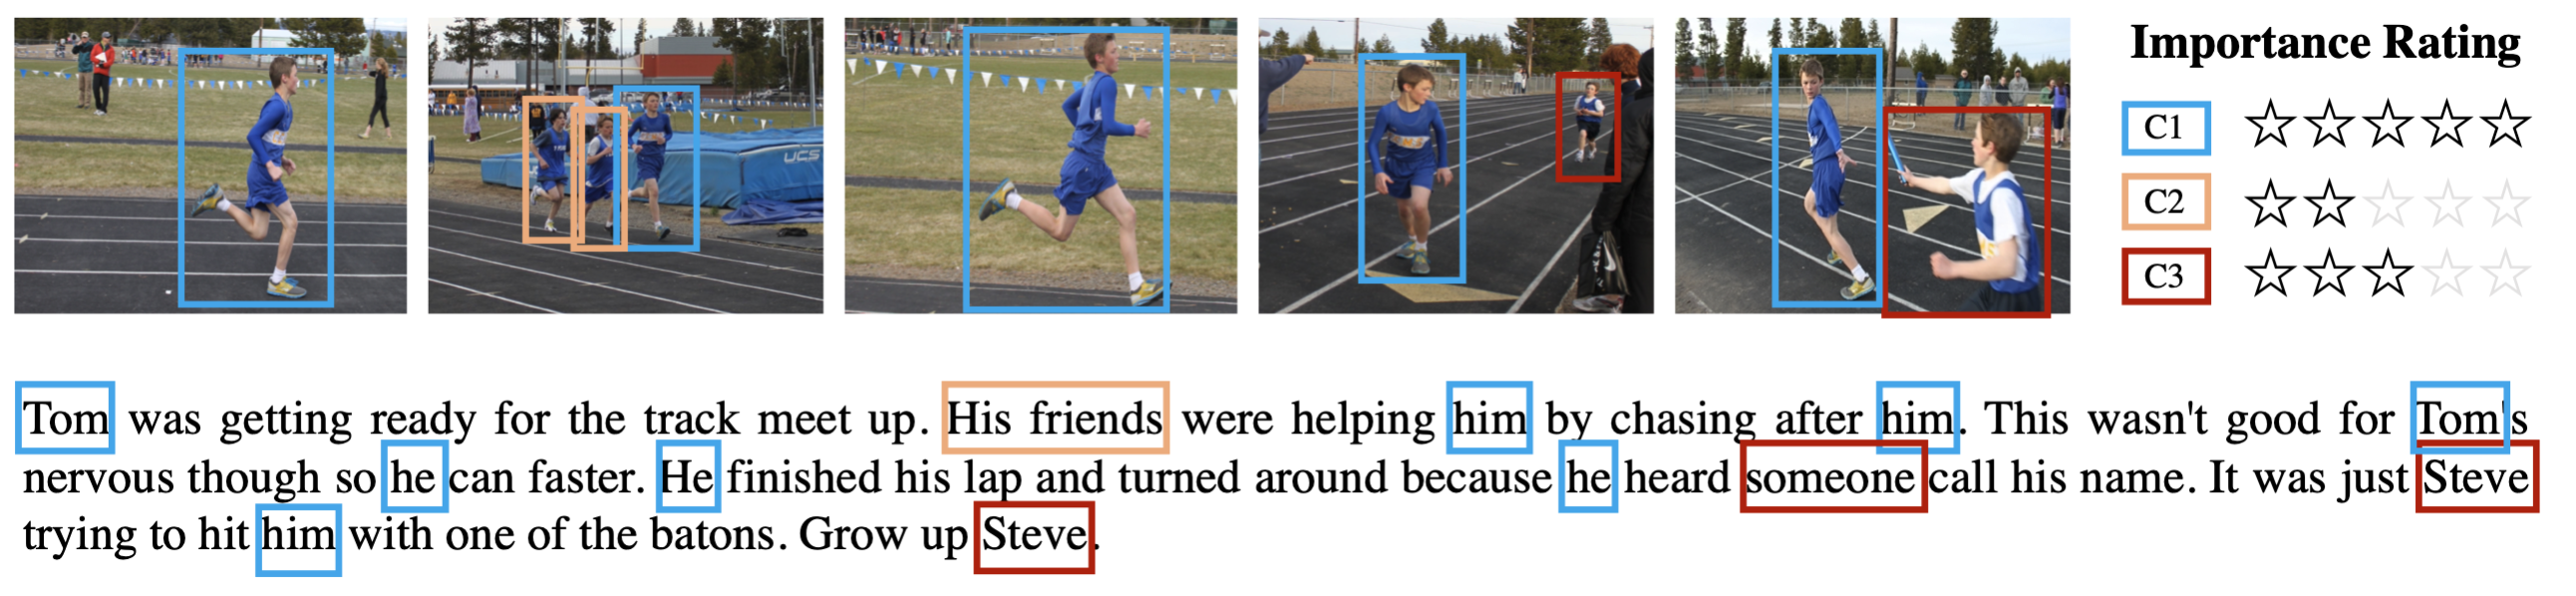 Importance Rating
C1
C2
C3
UCS
Tom was getting ready for the track meet up. His friends were helping him by chasing after him. This wasn't good for Tom's
nervous though so he can faster. He finished his lap and turned around because he heard someone call his name. It was just Steve
trying to hit him with one of the batons. Grow up Steve.